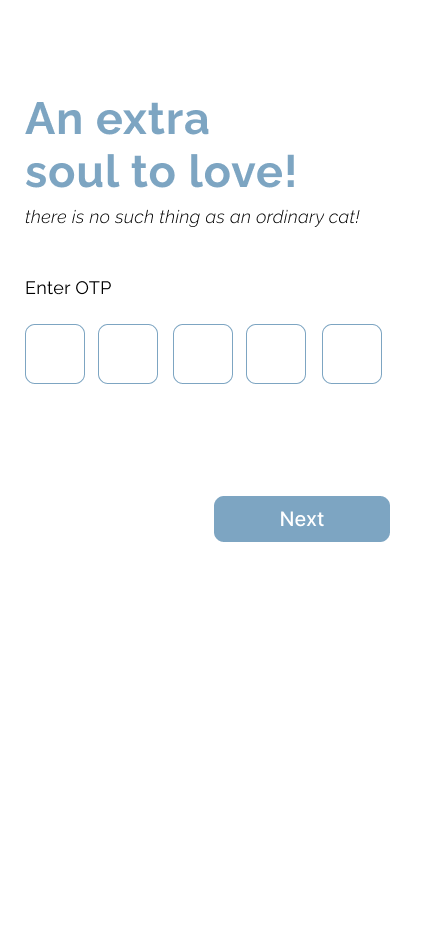 An extra
soul to love!
there is no such thing as an ordinary cat!
Enter OTP
Next